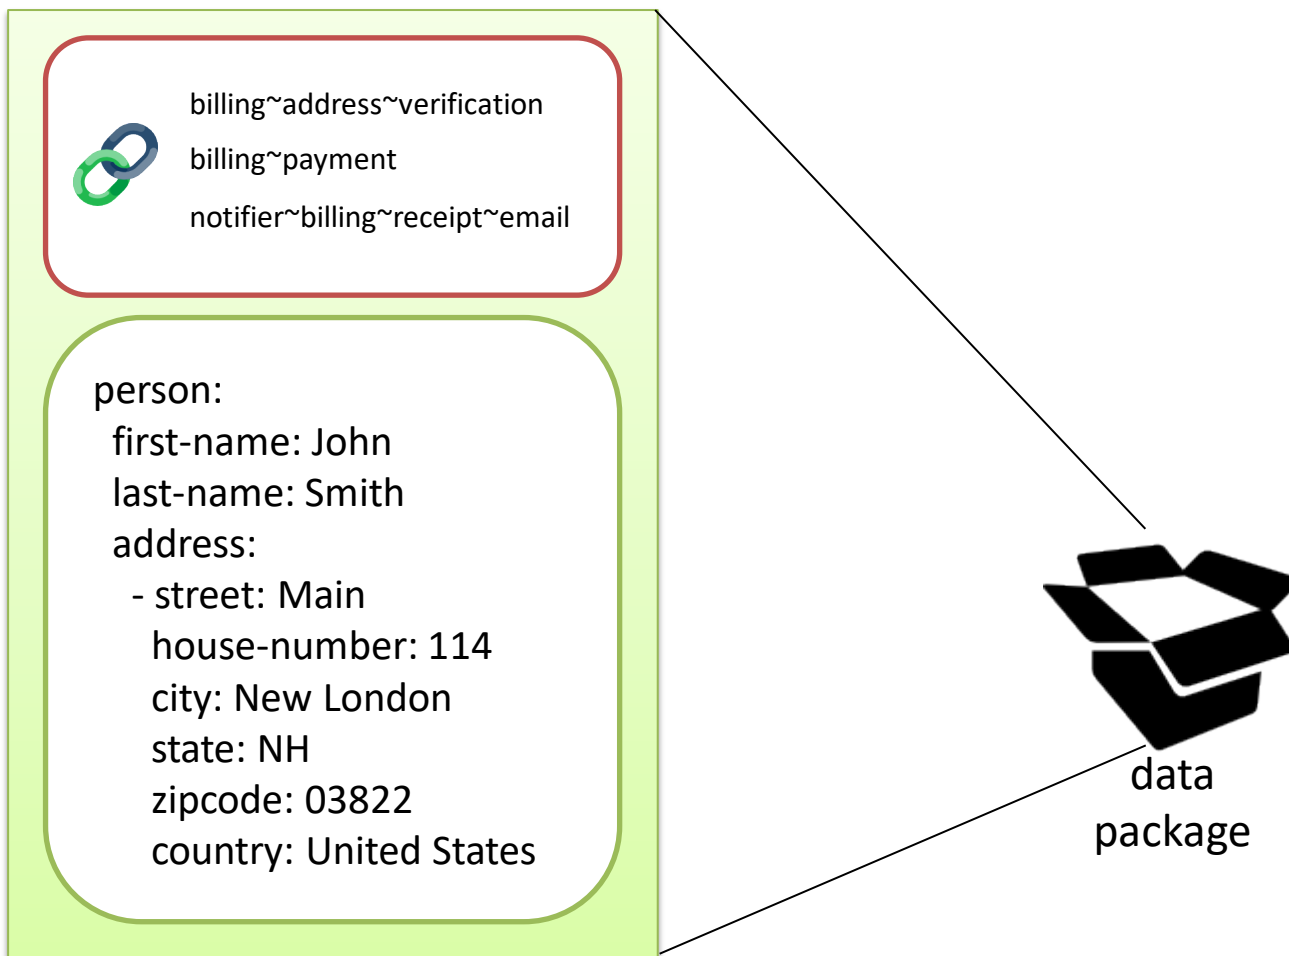 billing~address~verification
billing~payment
notifier~billing~receipt~email
person:
first-name: John
last-name: Smith
address:
- street: Main
house-number: 114
city: New London
state: NH
zipcode: 03822
country: United States
data
package